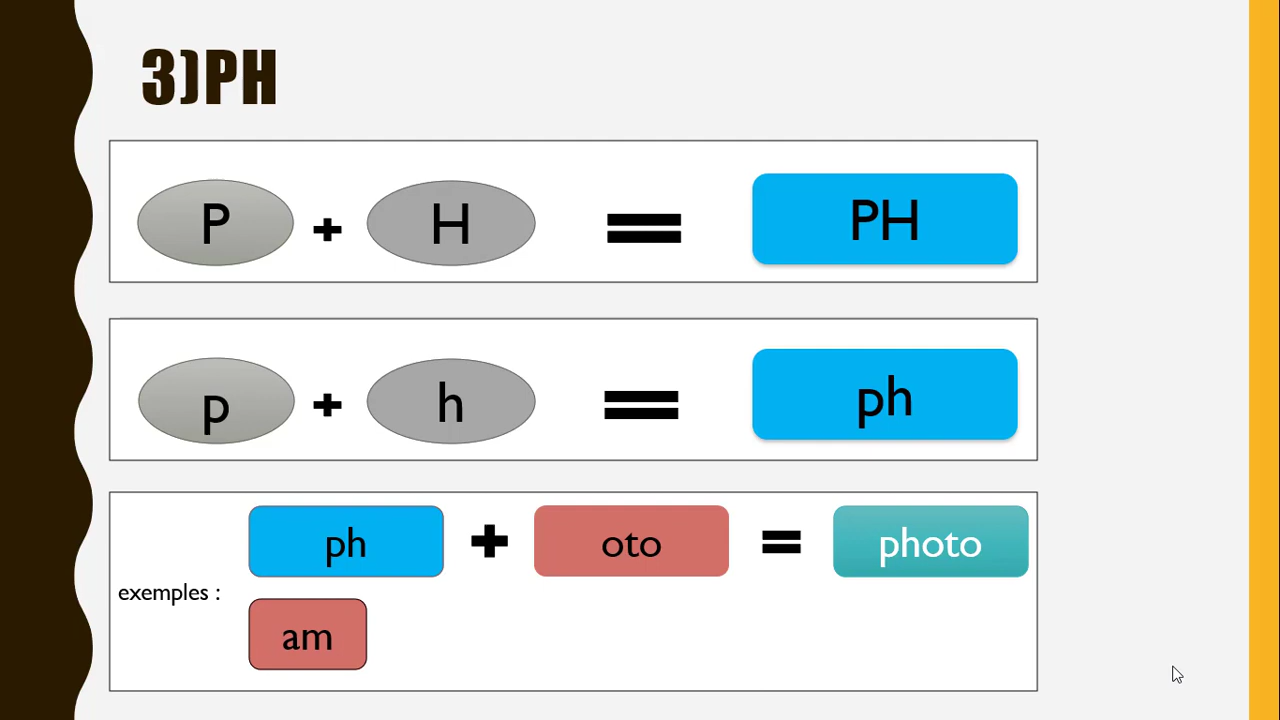 3)PH
P + H = PH
p + h = ph
ph + oto = photo
exemples :
am